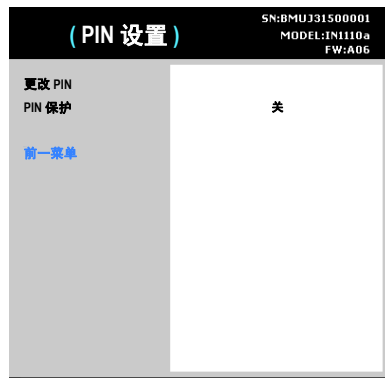 ( PIN 设置 )
SN:BMUJ31500001
MODEL:IN1110a
FW:A06
更改 PIN
PIN 保护 关
前一菜单